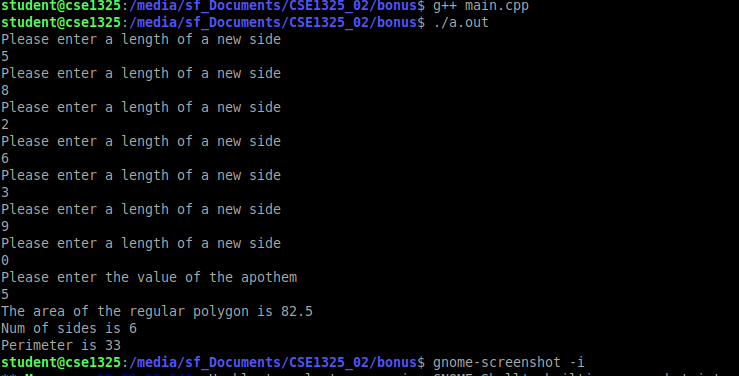 student@cse1325:/media/sf_Documents/CSE1325_02/bonus$ g++ main.cpp
student@cse1325:/media/sf_Documents/CSE1325_02/bonus$ ./a.out
Please enter a length of a new side
5
Please enter a length of a new side
8
Please enter a length of a new side
2
Please enter a length of a new side
6
Please enter a length of a new side
3
Please enter a length of a new side
9
Please enter a length of a new side
0
Please enter the value of the apothem
5
The area of the regular polygon is 82.5
Num of sides is 6
Perimeter is 33
student@cse1325:/media/sf_Documents/CSE1325_02/bonus$ gnome-screenshot -i